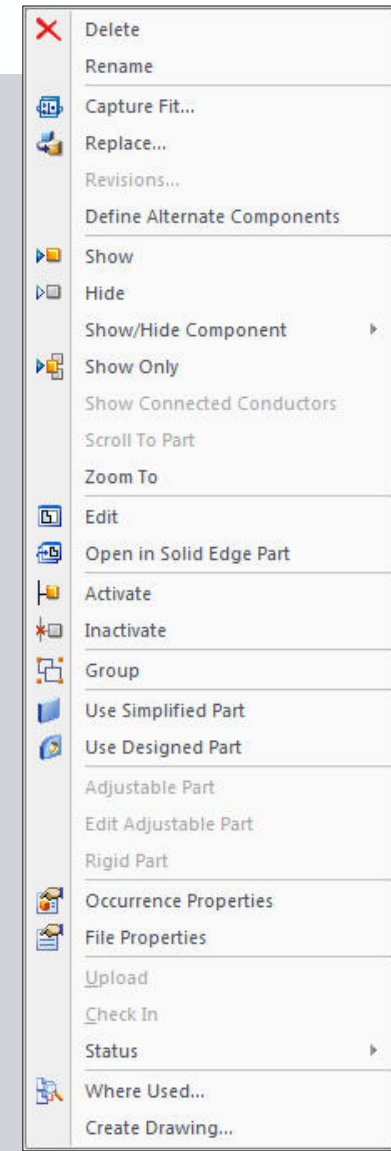 Delete
Rename
Capture Fit...
Replace...
Revisions...
Define Alternate Components
Show
Hide
Show/Hide Component
Show Only
Show Connected Conductors
Scroll To Part
Zoom To
Edit
Open in Solid Edge Part
Activate
Inactivate
Group
Use Simplified Part
Use Designed Part
Adjustable Part
Edit Adjustable Part
Rigid Part
Occurrence Properties
File Properties
Upload
Check In
Status
Where Used...
Create Drawing...